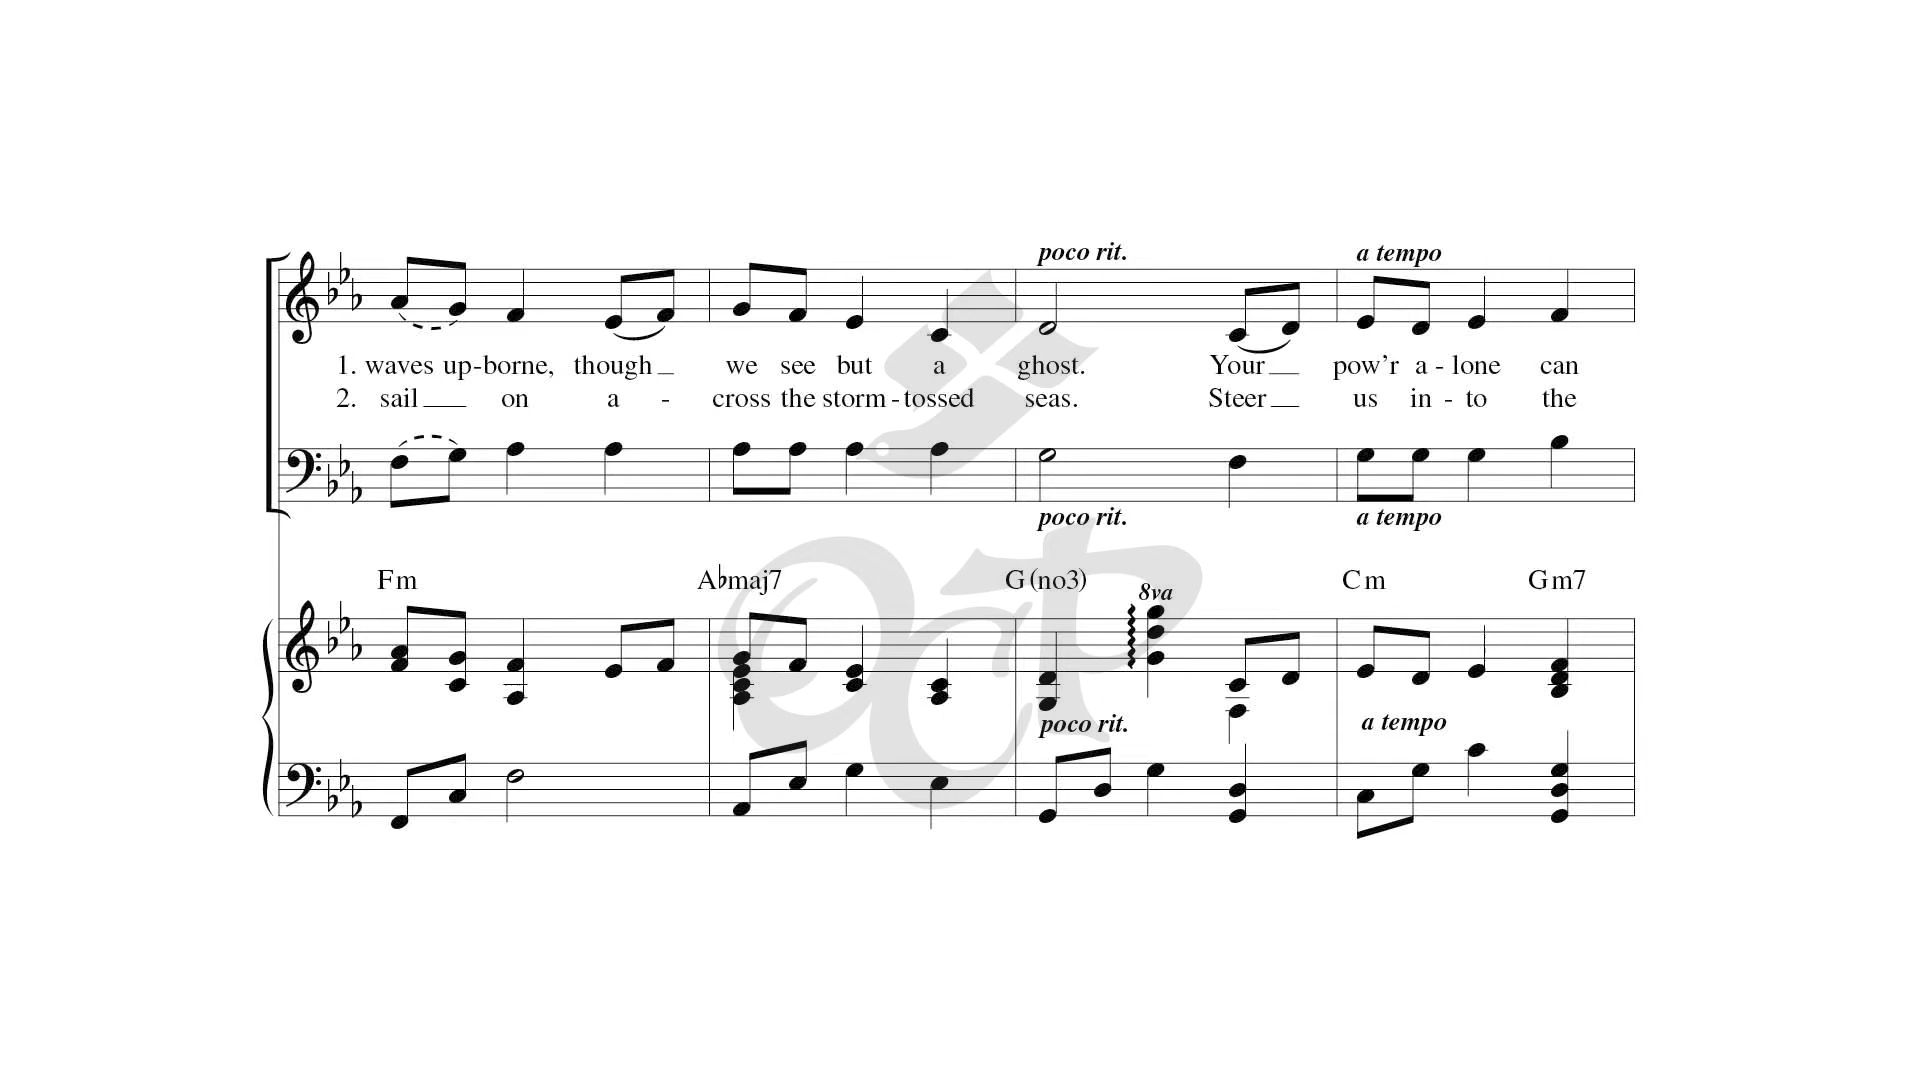 poco rit. a tempo
1. waves up-borne, though we see but a ghost. Your pow’r a - lone can
2. sail on a - cross the storm - tossed seas. Steer us in - to the
poco rit. a tempo
Fm A♭maj7 G(no3) Cm Gm7
8va
poco rit. a tempo
ocp